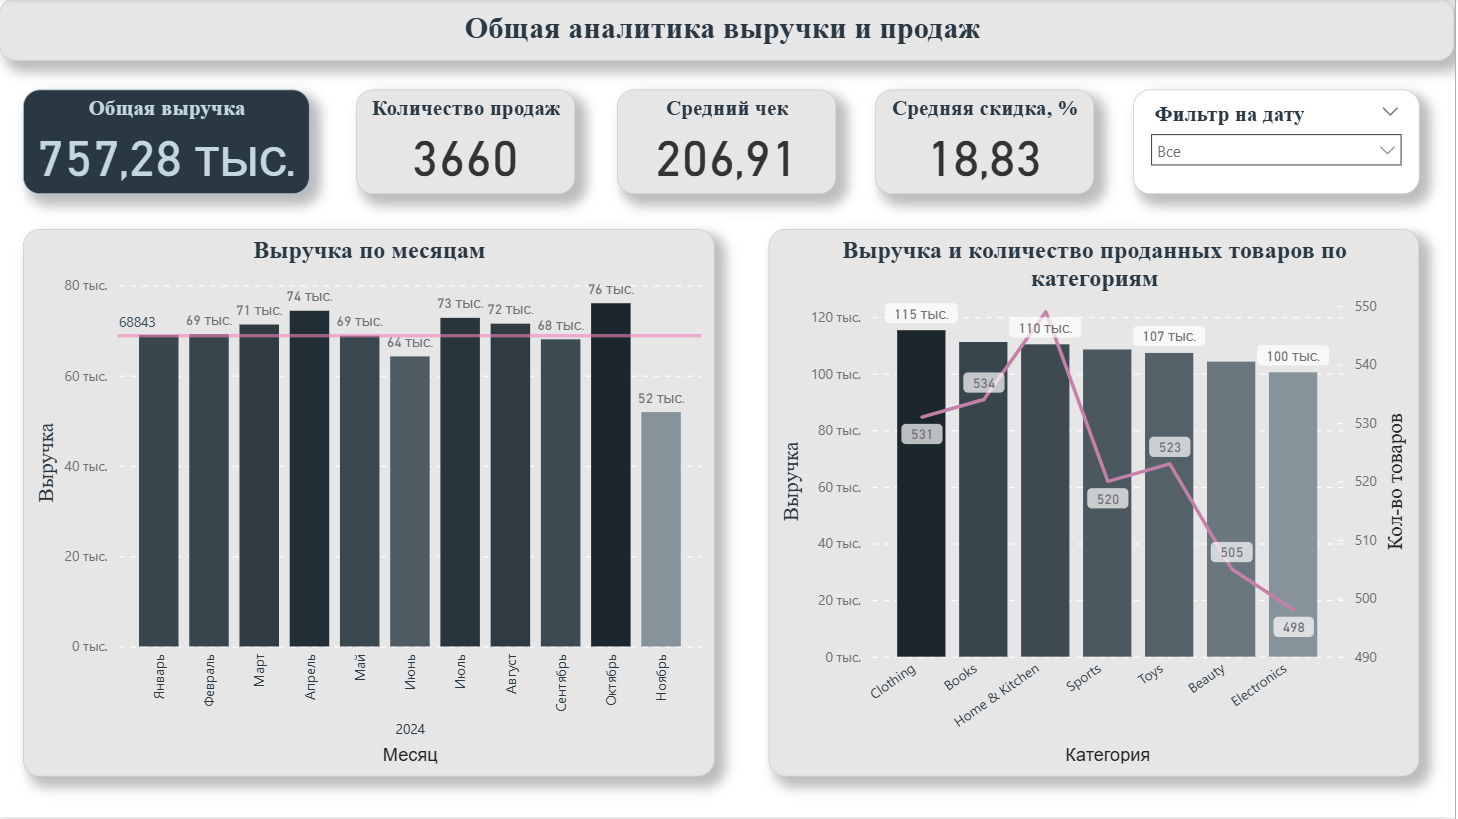 Общая аналитика выручки и продаж
Общая выручка
757,28 тыс.
Количество продаж
3660
Средний чек
206,91
Средняя скидка, %
18,83
Фильтр на дату
Все
Выручка по месяцам
80 тыс.
60 тыс.
40 тыс.
20 тыс.
0 тыс.
Выручка
68843
69 тыс.
71 тыс.
74 тыс.
69 тыс.
64 тыс.
73 тыс.
72 тыс.
68 тыс.
76 тыс.
52 тыс.
Январь
Февраль
Март
Апрель
Май
Июнь
Июль
Август
Сентябрь
Октябрь
Ноябрь
2024
Месяц
Выручка и количество проданных товаров по
категориям
120 тыс.
100 тыс.
80 тыс.
60 тыс.
40 тыс.
20 тыс.
0 тыс.
Выручка
115 тыс.
110 тыс.
107 тыс.
100 тыс.
531
534
520
523
505
498
550
540
530
520
510
500
490
Кол-во товаров
Clothing
Books
Home & Kitchen
Sports
Toys
Beauty
Electronics
Категория